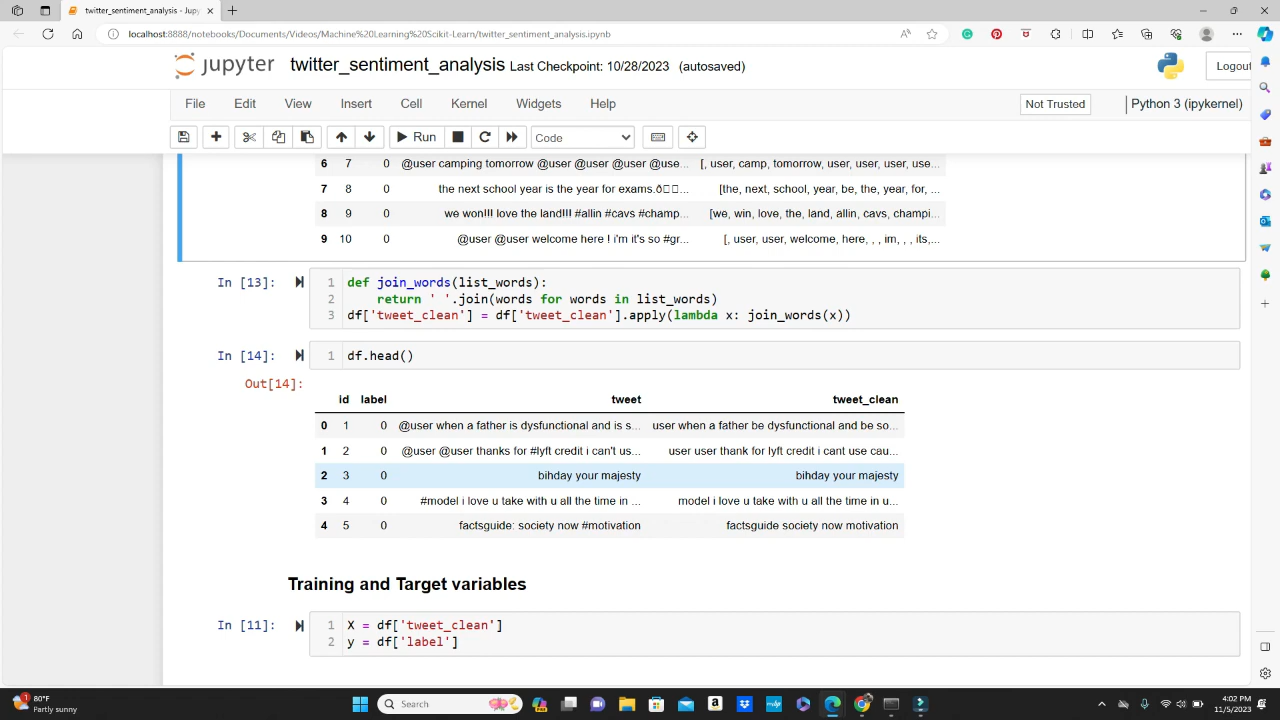 twitter_sentiment_analysis - Jupy
localhost:8888/notebooks/Documents/Videos/Machine%20Learning%20Scikit-Learn/twitter_sentiment_analysis.ipynb
jupyter twitter_sentiment_analysis Last Checkpoint: 10/28/2023 (autosaved)
Logout
File Edit View Insert Cell Kernel Widgets Help
Not Trusted
Python 3 (ipykernel)
Run
Code
6 7 0 @user camping tomorrow @user @user @user @use... [, user, camp, tomorrow, user, user, user, use...
7 8 0 the next school year is the year for exams.ð□□... [the, next, school, year, be, the, year, for, ...
8 9 0 we won!!! love the land!!! #allin #cavs #champ... [we, win, love, the, land, allin, cavs, champi...
9 10 0 @user @user welcome here ! i'm it's so #gr... [, user, user, welcome, here, , , im, , , its,...
In [13]:
1 def join_words(list_words):
2 return ' '.join(words for words in list_words)
3 df['tweet_clean'] = df['tweet_clean'].apply(lambda x: join_words(x))
In [14]:
1 df.head()
Out[14]:
id label tweet tweet_clean
0 1 0 @user when a father is dysfunctional and is s... user when a father be dysfunctional and be so...
1 2 0 @user @user thanks for #lyft credit i can't us... user user thank for lyft credit i cant use cau...
2 3 0 bihday your majesty bihday your majesty
3 4 0 #model i love u take with u all the time in ... model i love u take with u all the time in u...
4 5 0 factsguide: society now #motivation factsguide society now motivation
Training and Target variables
In [11]:
1 X = df['tweet_clean']
2 y = df['label']
1
80°F
Partly sunny
Search
4:02 PM
11/5/2023